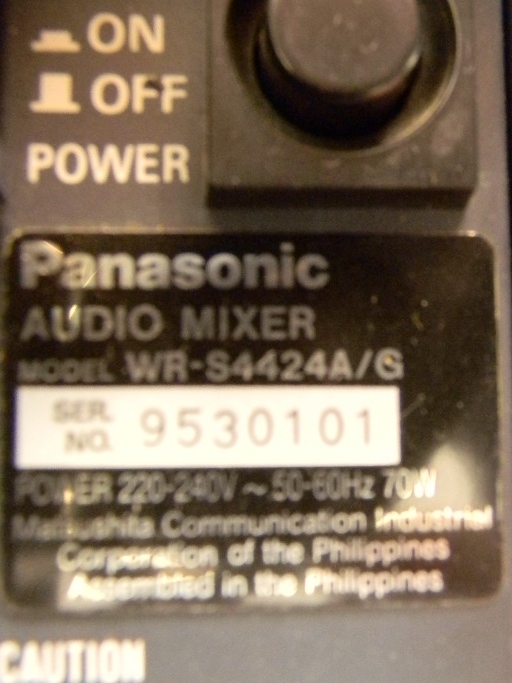 ON
OFF
POWER
Panasonic
AUDIO MIXER
MODEL WR-S4424A/G
SER.
NO. 9530101
POWER 220-240V ~ 50-60Hz 70W
Matsushita Communication Industrial
Corporation of the Philippines
Assembled in the Philippines
CAUTION